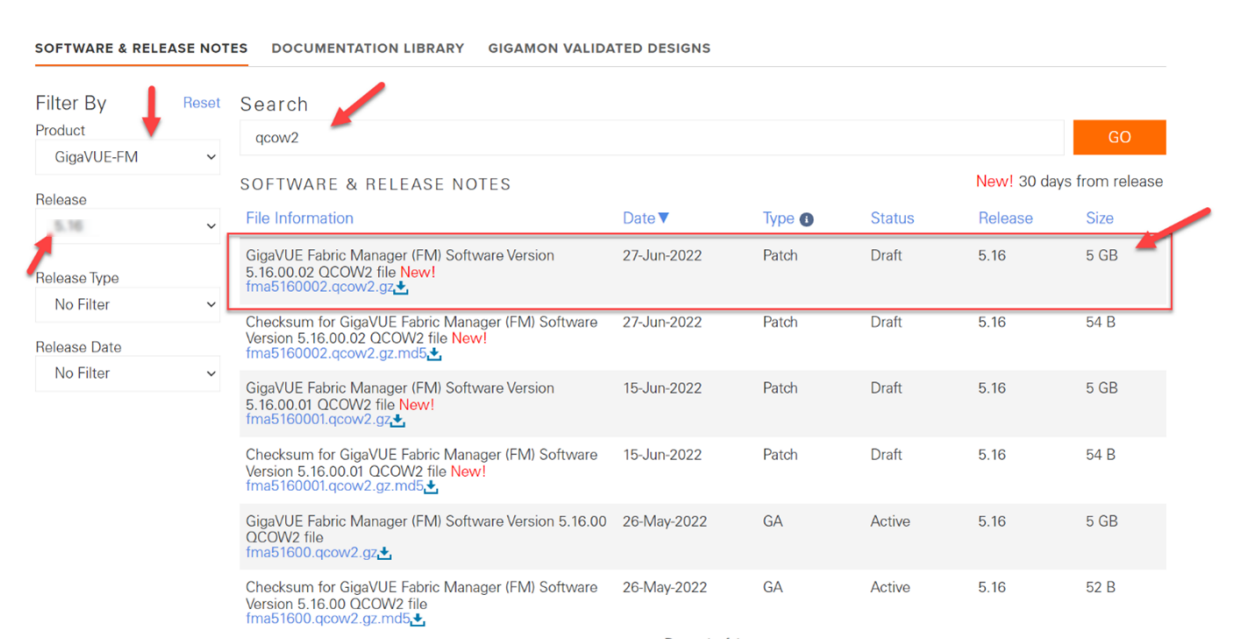 SOFTWARE & RELEASE NOTES DOCUMENTATION LIBRARY GIGAMON VALIDATED DESIGNS
Filter By Reset
Product
GigaVUE-FM
Release
5.16
Release Type
No Filter
Release Date
No Filter
Search
qcow2 GO
SOFTWARE & RELEASE NOTES New! 30 days from release
File Information Date▼ Type Status Release Size
GigaVUE Fabric Manager (FM) Software Version 27-Jun-2022 Patch Draft 5.16 5 GB
5.16.00.02 QCOW2 file New!
fma5160002.qcow2.gz
Checksum for GigaVUE Fabric Manager (FM) Software 27-Jun-2022 Patch Draft 5.16 54 B
Version 5.16.00.02 QCOW2 file New!
fma5160002.qcow2.gz.md5
GigaVUE Fabric Manager (FM) Software Version 15-Jun-2022 Patch Draft 5.16 5 GB
5.16.00.01 QCOW2 file New!
fma5160001.qcow2.gz
Checksum for GigaVUE Fabric Manager (FM) Software 15-Jun-2022 Patch Draft 5.16 54 B
Version 5.16.00.01 QCOW2 file New!
fma5160001.qcow2.gz.md5
GigaVUE Fabric Manager (FM) Software Version 5.16.00 26-May-2022 GA Active 5.16 5 GB
QCOW2 file
fma51600.qcow2.gz
Checksum for GigaVUE Fabric Manager (FM) Software 26-May-2022 GA Active 5.16 52 B
Version 5.16.00 QCOW2 file
fma51600.qcow2.gz.md5